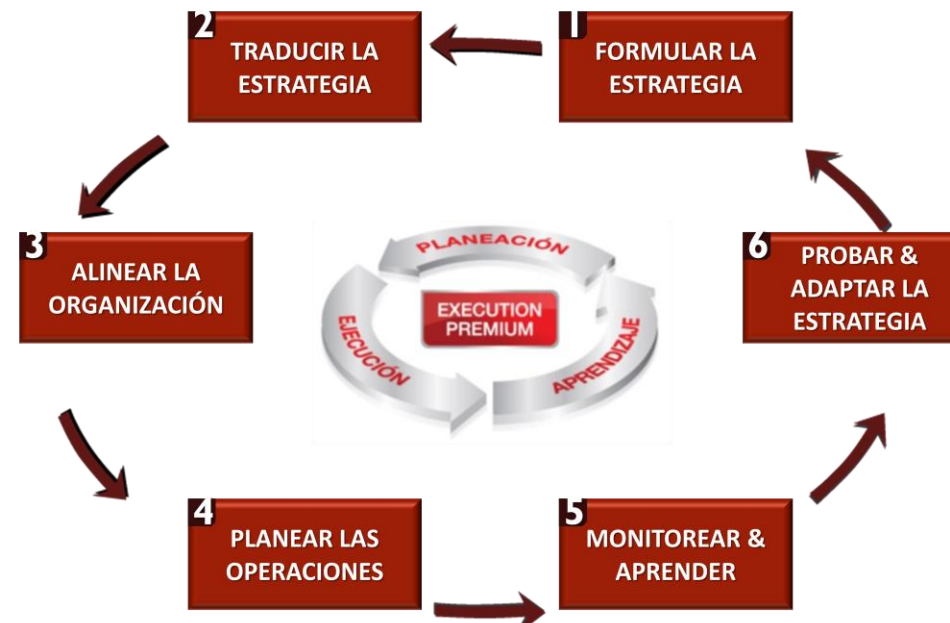 1
FORMULAR LA
ESTRATEGIA
2
TRADUCIR LA
ESTRATEGIA
3
ALINEAR LA
ORGANIZACIÓN
4
PLANEAR LAS
OPERACIONES
5
MONITOREAR &
APRENDER
6
PROBAR &
ADAPTAR LA
ESTRATEGIA
PLANEACIÓN
EJECUCIÓN
APRENDIZAJE
EXECUTION
PREMIUM